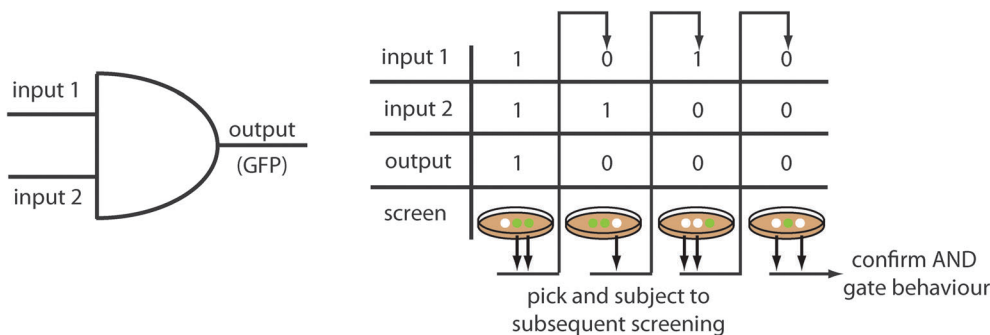 input 1
input 2
output
(GFP)
input 1 1 0 1 0
input 2 1 1 0 0
output 1 0 0 0
screen
pick and subject to
subsequent screening
confirm AND
gate behaviour